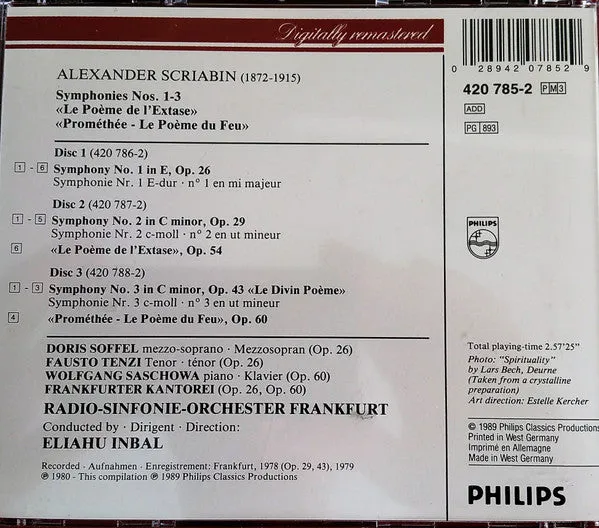 Digitally remastered
ALEXANDER SCRIABIN (1872-1915)
Symphonies Nos. 1-3
«Le Poème de l'Extase»
«Prométhée - Le Poème du Feu»
Disc 1 (420 786-2)
1 - 6 Symphony No. 1 in E, Op. 26
Symphonie Nr. 1 E-dur · n° 1 en mi majeur
Disc 2 (420 787-2)
1 - 5 Symphony No. 2 in C minor, Op. 29
Symphonie Nr. 2 c-moll · n° 2 en ut mineur
6 «Le Poème de l'Extase», Op. 54
Disc 3 (420 788-2)
1 - 3 Symphony No. 3 in C minor, Op. 43 «Le Divin Poème»
Symphonie Nr. 3 c-moll · n° 3 en ut mineur
4 «Prométhée - Le Poème du Feu», Op. 60
DORIS SOFFEL mezzo-soprano · Mezzosopran (Op. 26)
FAUSTO TENZI Tenor · ténor (Op. 26)
WOLFGANG SASCHOWA piano · Klavier (Op. 60)
FRANKFURTER KANTOREI (Op. 26, Op. 60)
RADIO-SINFONIE-ORCHESTER FRANKFURT
Conducted by · Dirigent · Direction:
ELIAHU INBAL
Recorded · Aufnahmen · Enregistrement: Frankfurt, 1978 (Op. 29, 43), 1979
℗ 1980 - This compilation ℗ 1989 Philips Classics Productions
0 28942 07852 9
420 785-2 PM3
ADD
PG 893
PHILIPS
Total playing-time 2.57'25"
Photo: "Spirituality"
by Lars Bech, Deurne
(Taken from a crystalline
preparation)
Art direction: Estelle Kercher
© 1989 Philips Classics Productions
Printed in West Germany
Imprimé en Allemagne
Made in West Germany
PHILIPS